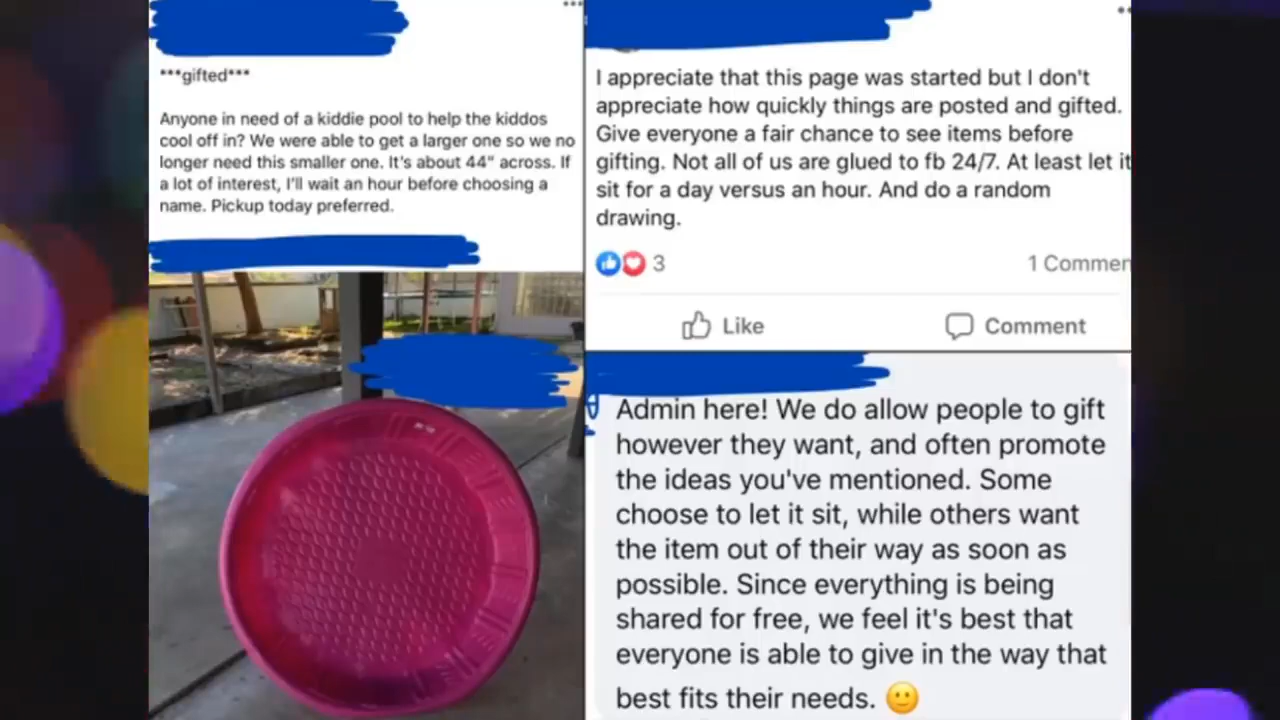 ***gifted***
Anyone in need of a kiddie pool to help the kiddos
cool off in? We were able to get a larger one so we no
longer need this smaller one. It's about 44" across. If
a lot of interest, I'll wait an hour before choosing a
name. Pickup today preferred.
I appreciate that this page was started but I don't
appreciate how quickly things are posted and gifted.
Give everyone a fair chance to see items before
gifting. Not all of us are glued to fb 24/7. At least let it
sit for a day versus an hour. And do a random
drawing.
3
1 Commen
Like
Comment
Admin here! We do allow people to gift
however they want, and often promote
the ideas you've mentioned. Some
choose to let it sit, while others want
the item out of their way as soon as
possible. Since everything is being
shared for free, we feel it's best that
everyone is able to give in the way that
best fits their needs. 🙂